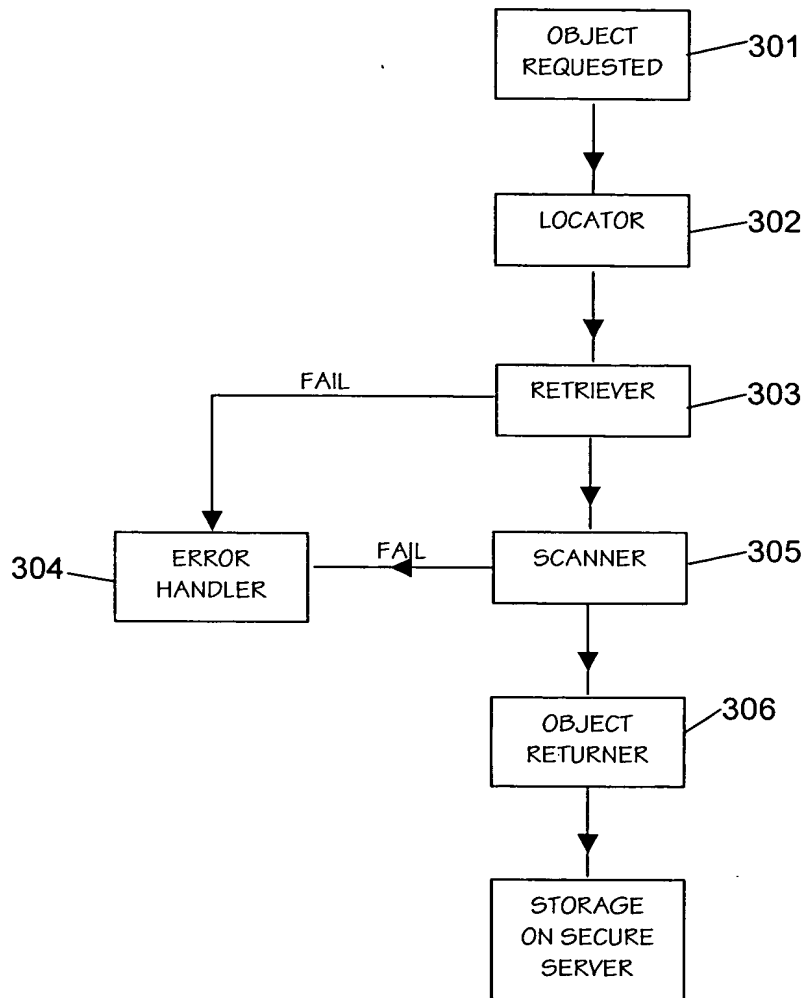 OBJECT
REQUESTED
301
LOCATOR
302
FAIL
RETRIEVER
303
304
ERROR
HANDLER
FAIL
SCANNER
305
OBJECT
RETURNER
306
STORAGE
ON SECURE
SERVER